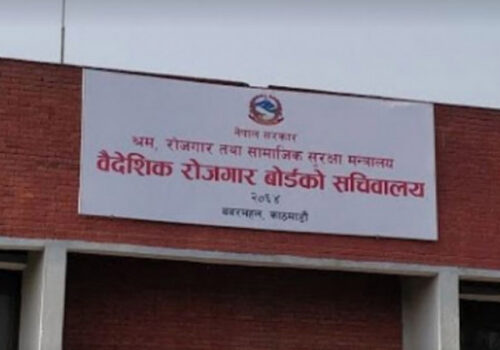 नेपाल सरकार
श्रम, रोजगार तथा सामाजिक सुरक्षा मन्त्रालय
वैदेशिक रोजगार बोर्डको सचिवालय
२०६४
बबरमहल, काठमाडौं